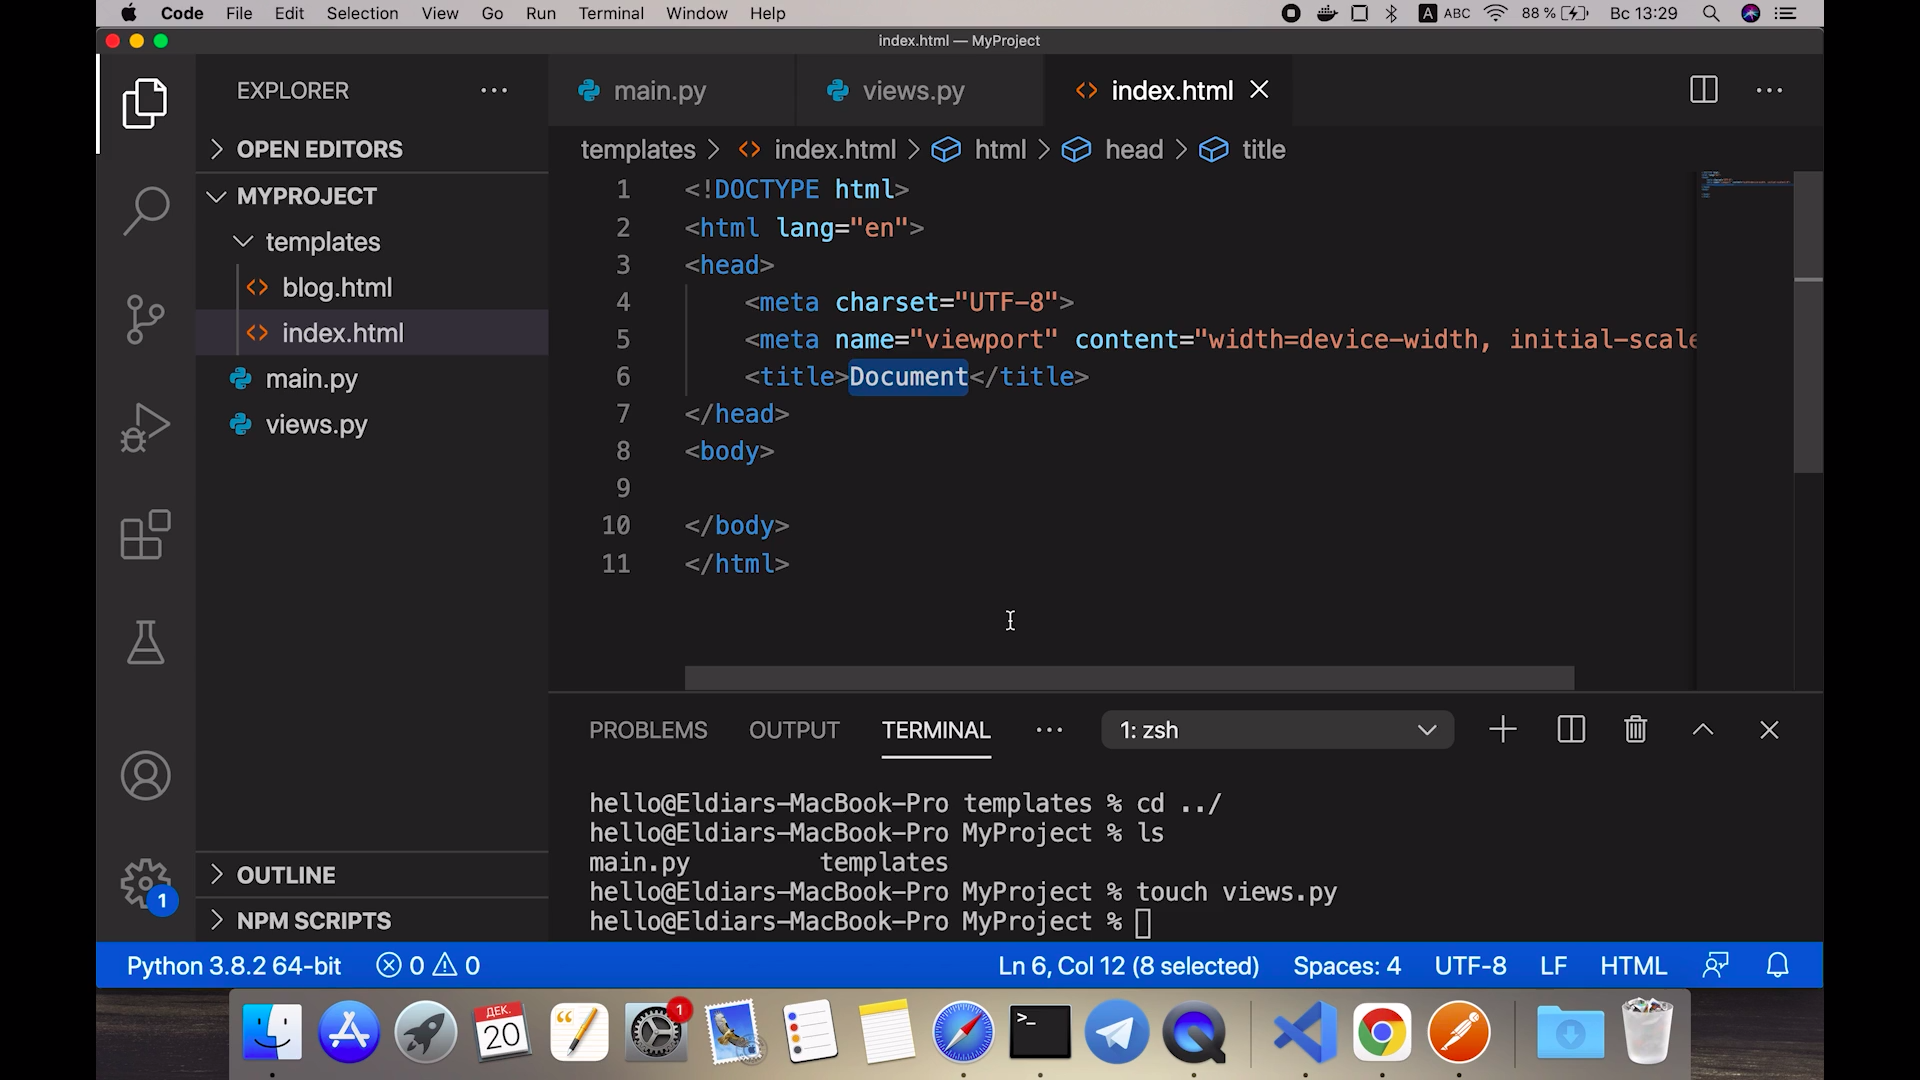 Code File Edit Selection View Go Run Terminal Window Help A ABC 88 % Вс 13:29
index.html — MyProject
EXPLORER
main.py views.py index.html
OPEN EDITORS
templates > index.html > html > head > title
MYPROJECT
templates
blog.html
index.html
main.py
views.py
1 <!DOCTYPE html>
2 <html lang="en">
3 <head>
4 <meta charset="UTF-8">
5 <meta name="viewport" content="width=device-width, initial-scale
6 <title>Document</title>
7 </head>
8 <body>
9
10 </body>
11 </html>
PROBLEMS OUTPUT TERMINAL 1: zsh
hello@Eldiars-MacBook-Pro templates % cd ../
hello@Eldiars-MacBook-Pro MyProject % ls
main.py templates
hello@Eldiars-MacBook-Pro MyProject % touch views.py
hello@Eldiars-MacBook-Pro MyProject %
OUTLINE
1
NPM SCRIPTS
Python 3.8.2 64-bit 0 0 Ln 6, Col 12 (8 selected) Spaces: 4 UTF-8 LF HTML
ДЕК.
20
1
>_